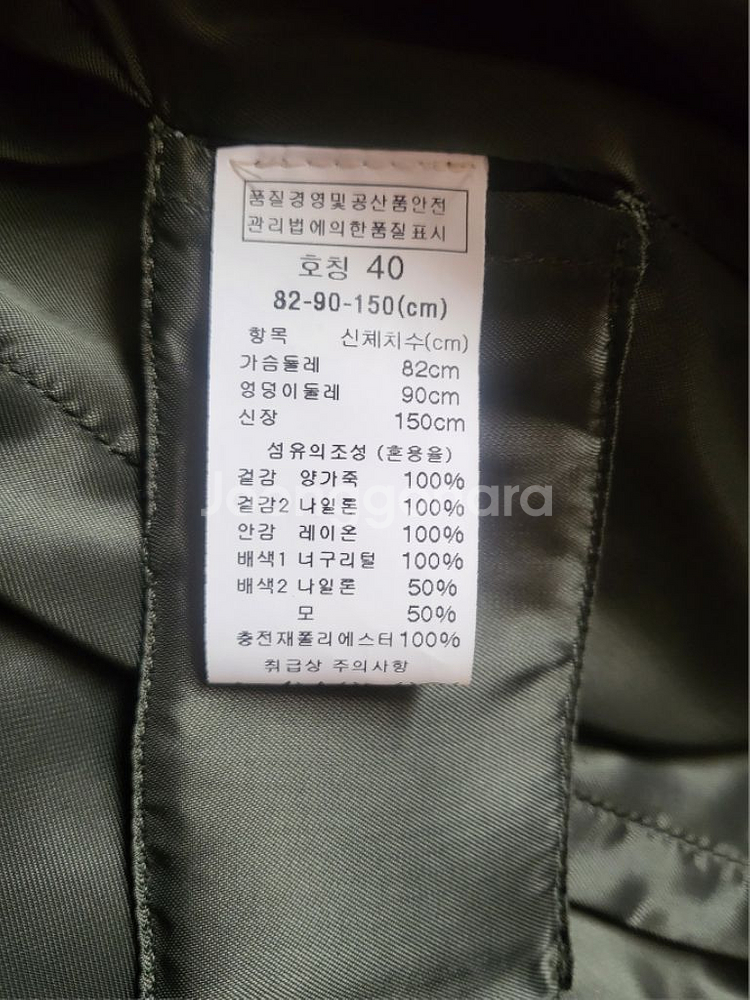 품질경영및공산품안전
관리법에의한품질표시
호칭 40
82-90-150(cm)
항목 신체치수(cm)
가슴둘레 82cm
엉덩이둘레 90cm
신장 150cm
섬유의조성 (혼용율)
겉감 양가죽 100%
겉감2 나일론 100%
안감 레이온 100%
배색1 너구리털 100%
배색2 나일론 50%
모 50%
충전재폴리에스터 100%
취급상 주의사항
Joonggonara